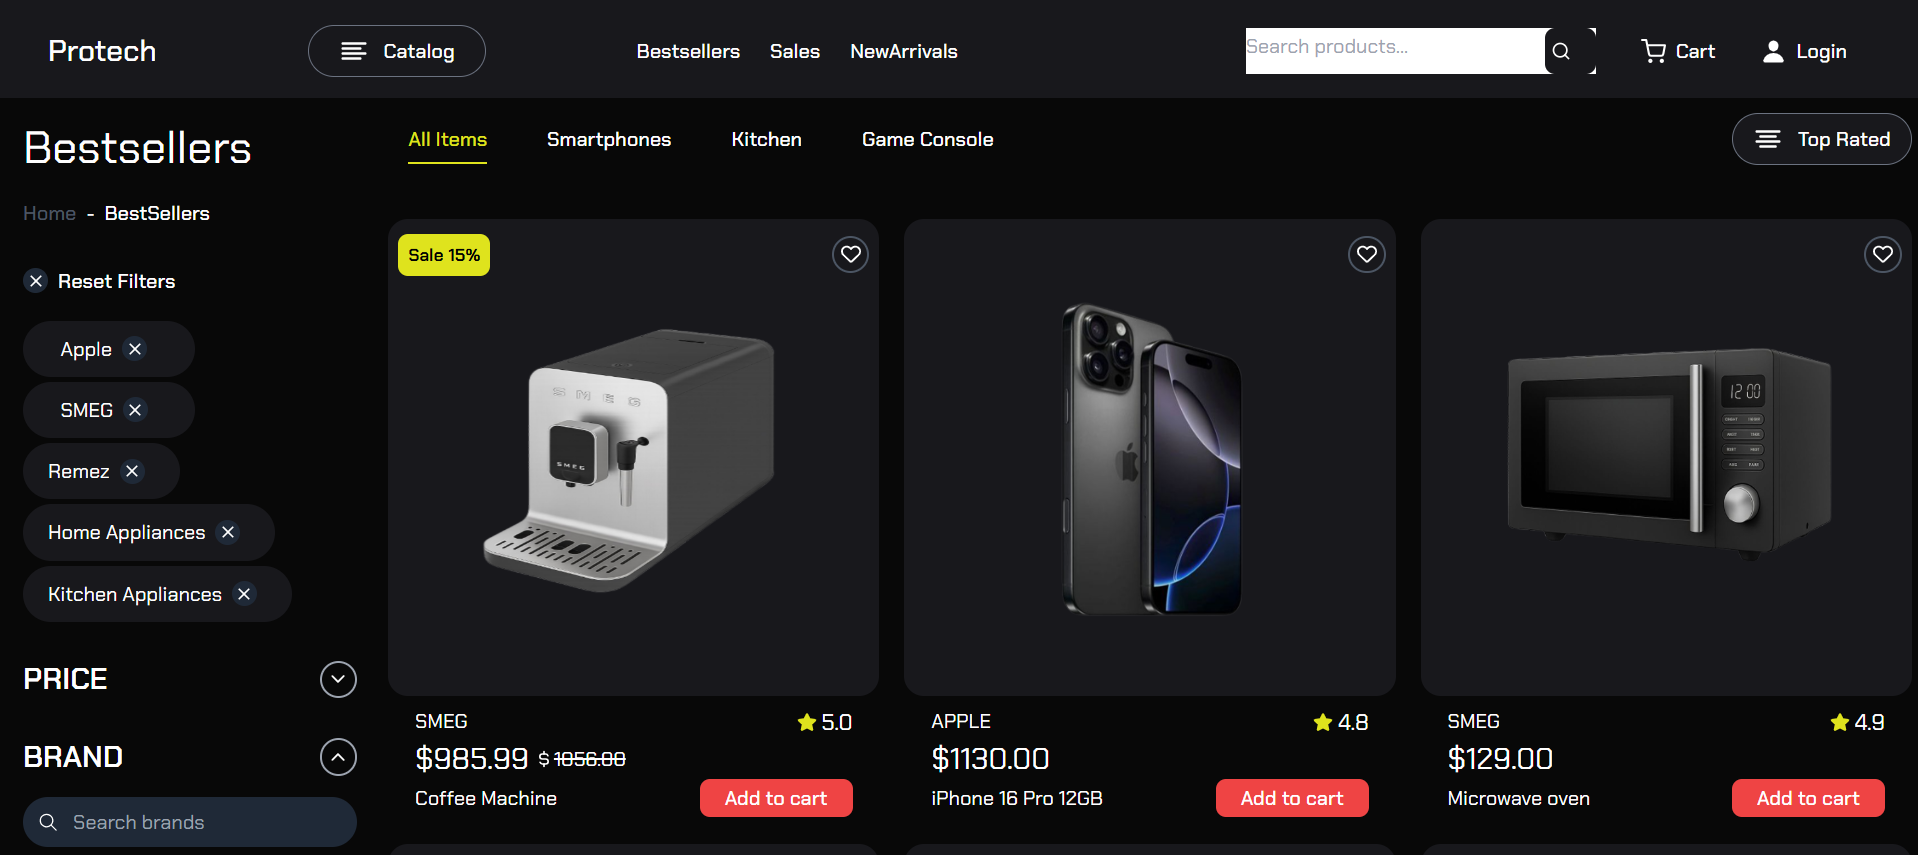 Protech
Catalog
Bestsellers
Sales
NewArrivals
Search products...
Cart
Login
Bestsellers
All Items
Smartphones
Kitchen
Game Console
Top Rated
Home - BestSellers
Reset Filters
Apple
SMEG
Remez
Home Appliances
Kitchen Appliances
PRICE
BRAND
Search brands
Sale 15%
SMEG
SMEG
SMEG
5.0
$985.99 $ 1056.00
Coffee Machine
Add to cart
APPLE
4.8
$1130.00
iPhone 16 Pro 12GB
Add to cart
12:00
SMEG
4.9
$129.00
Microwave oven
Add to cart